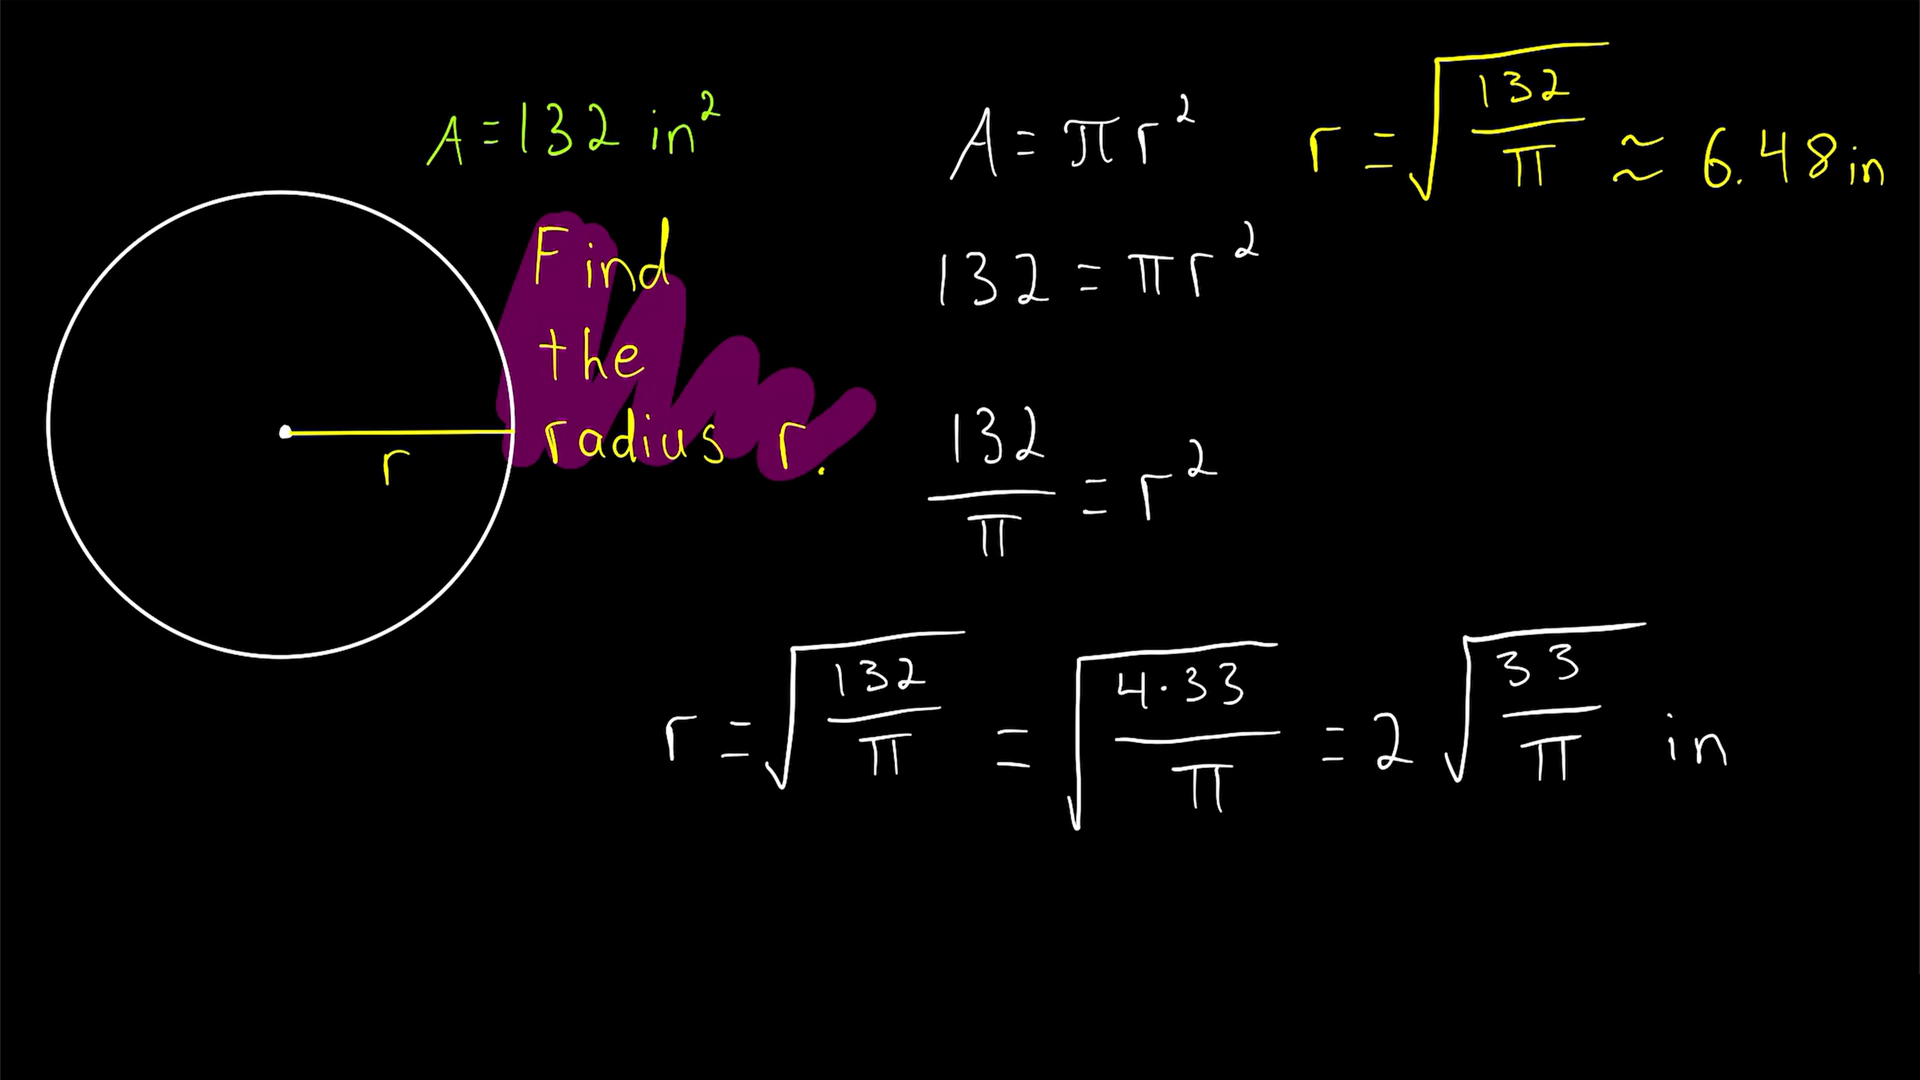 A = 132 in²
Find
the
radius r.
r
A = πr²
132 = πr²
132/π = r²
r = √(132/π) = √(4·33/π) = 2√(33/π) in
r = √(132/π) ≈ 6.48 in